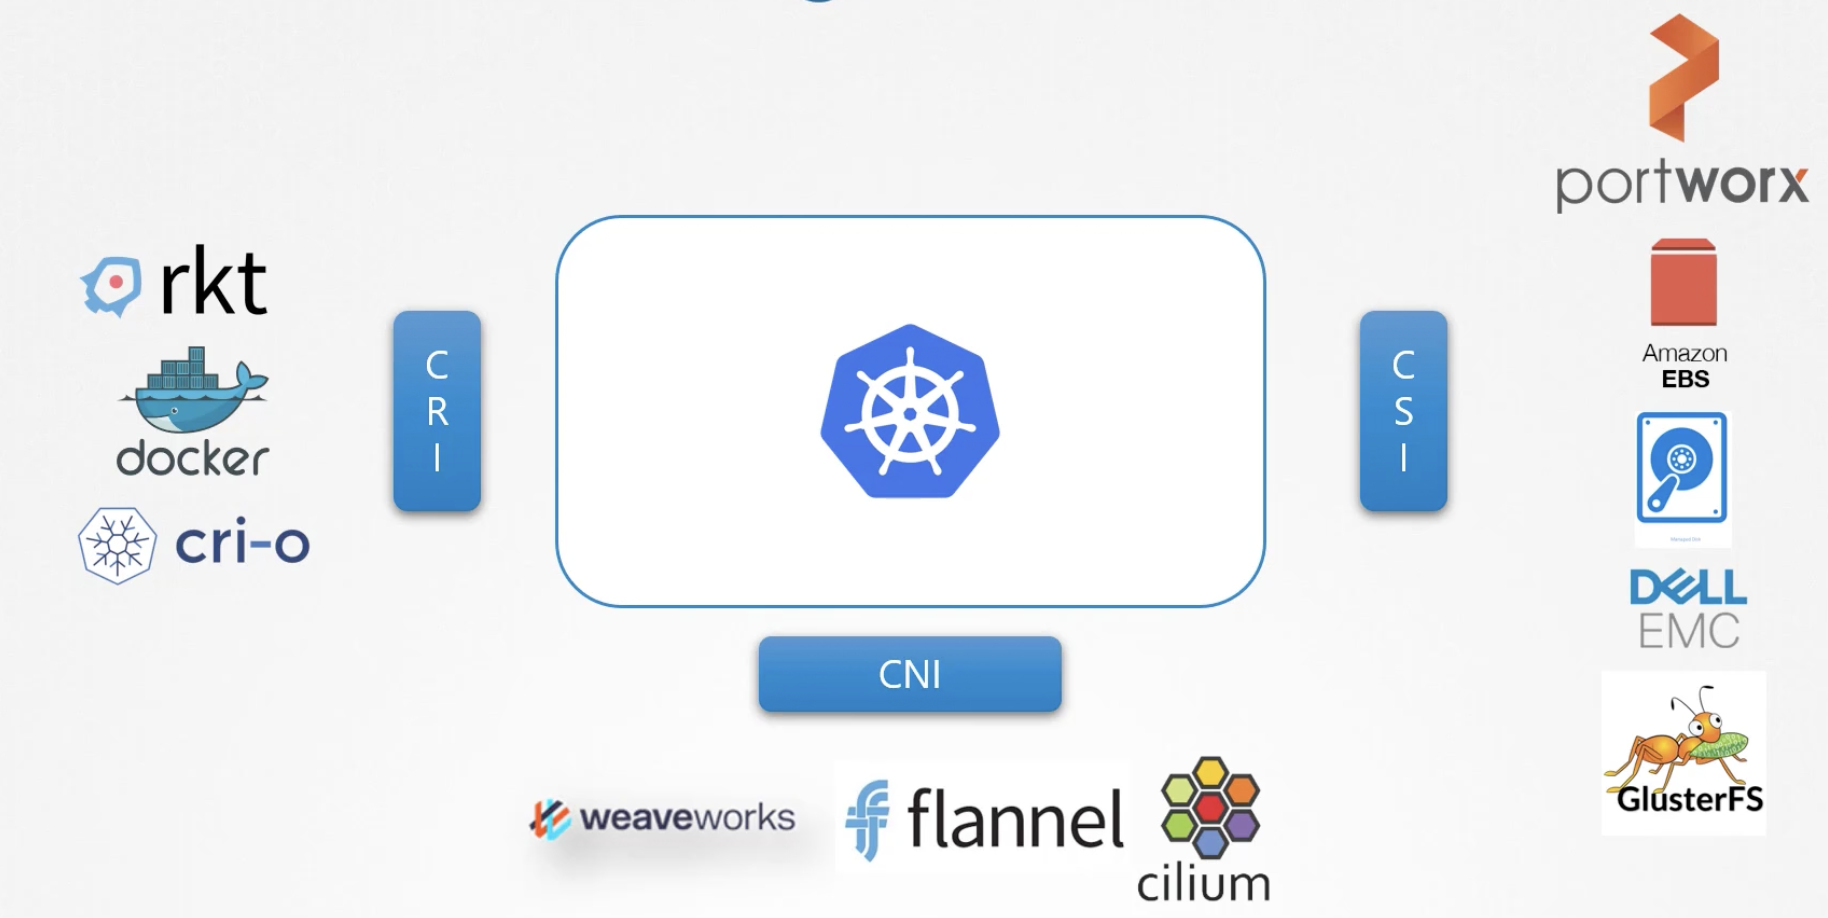 rkt
docker
cri-o
C
R
I
CNI
weaveworks
flannel
cilium
C
S
I
portworx
Amazon
EBS
DELL
EMC
GlusterFS